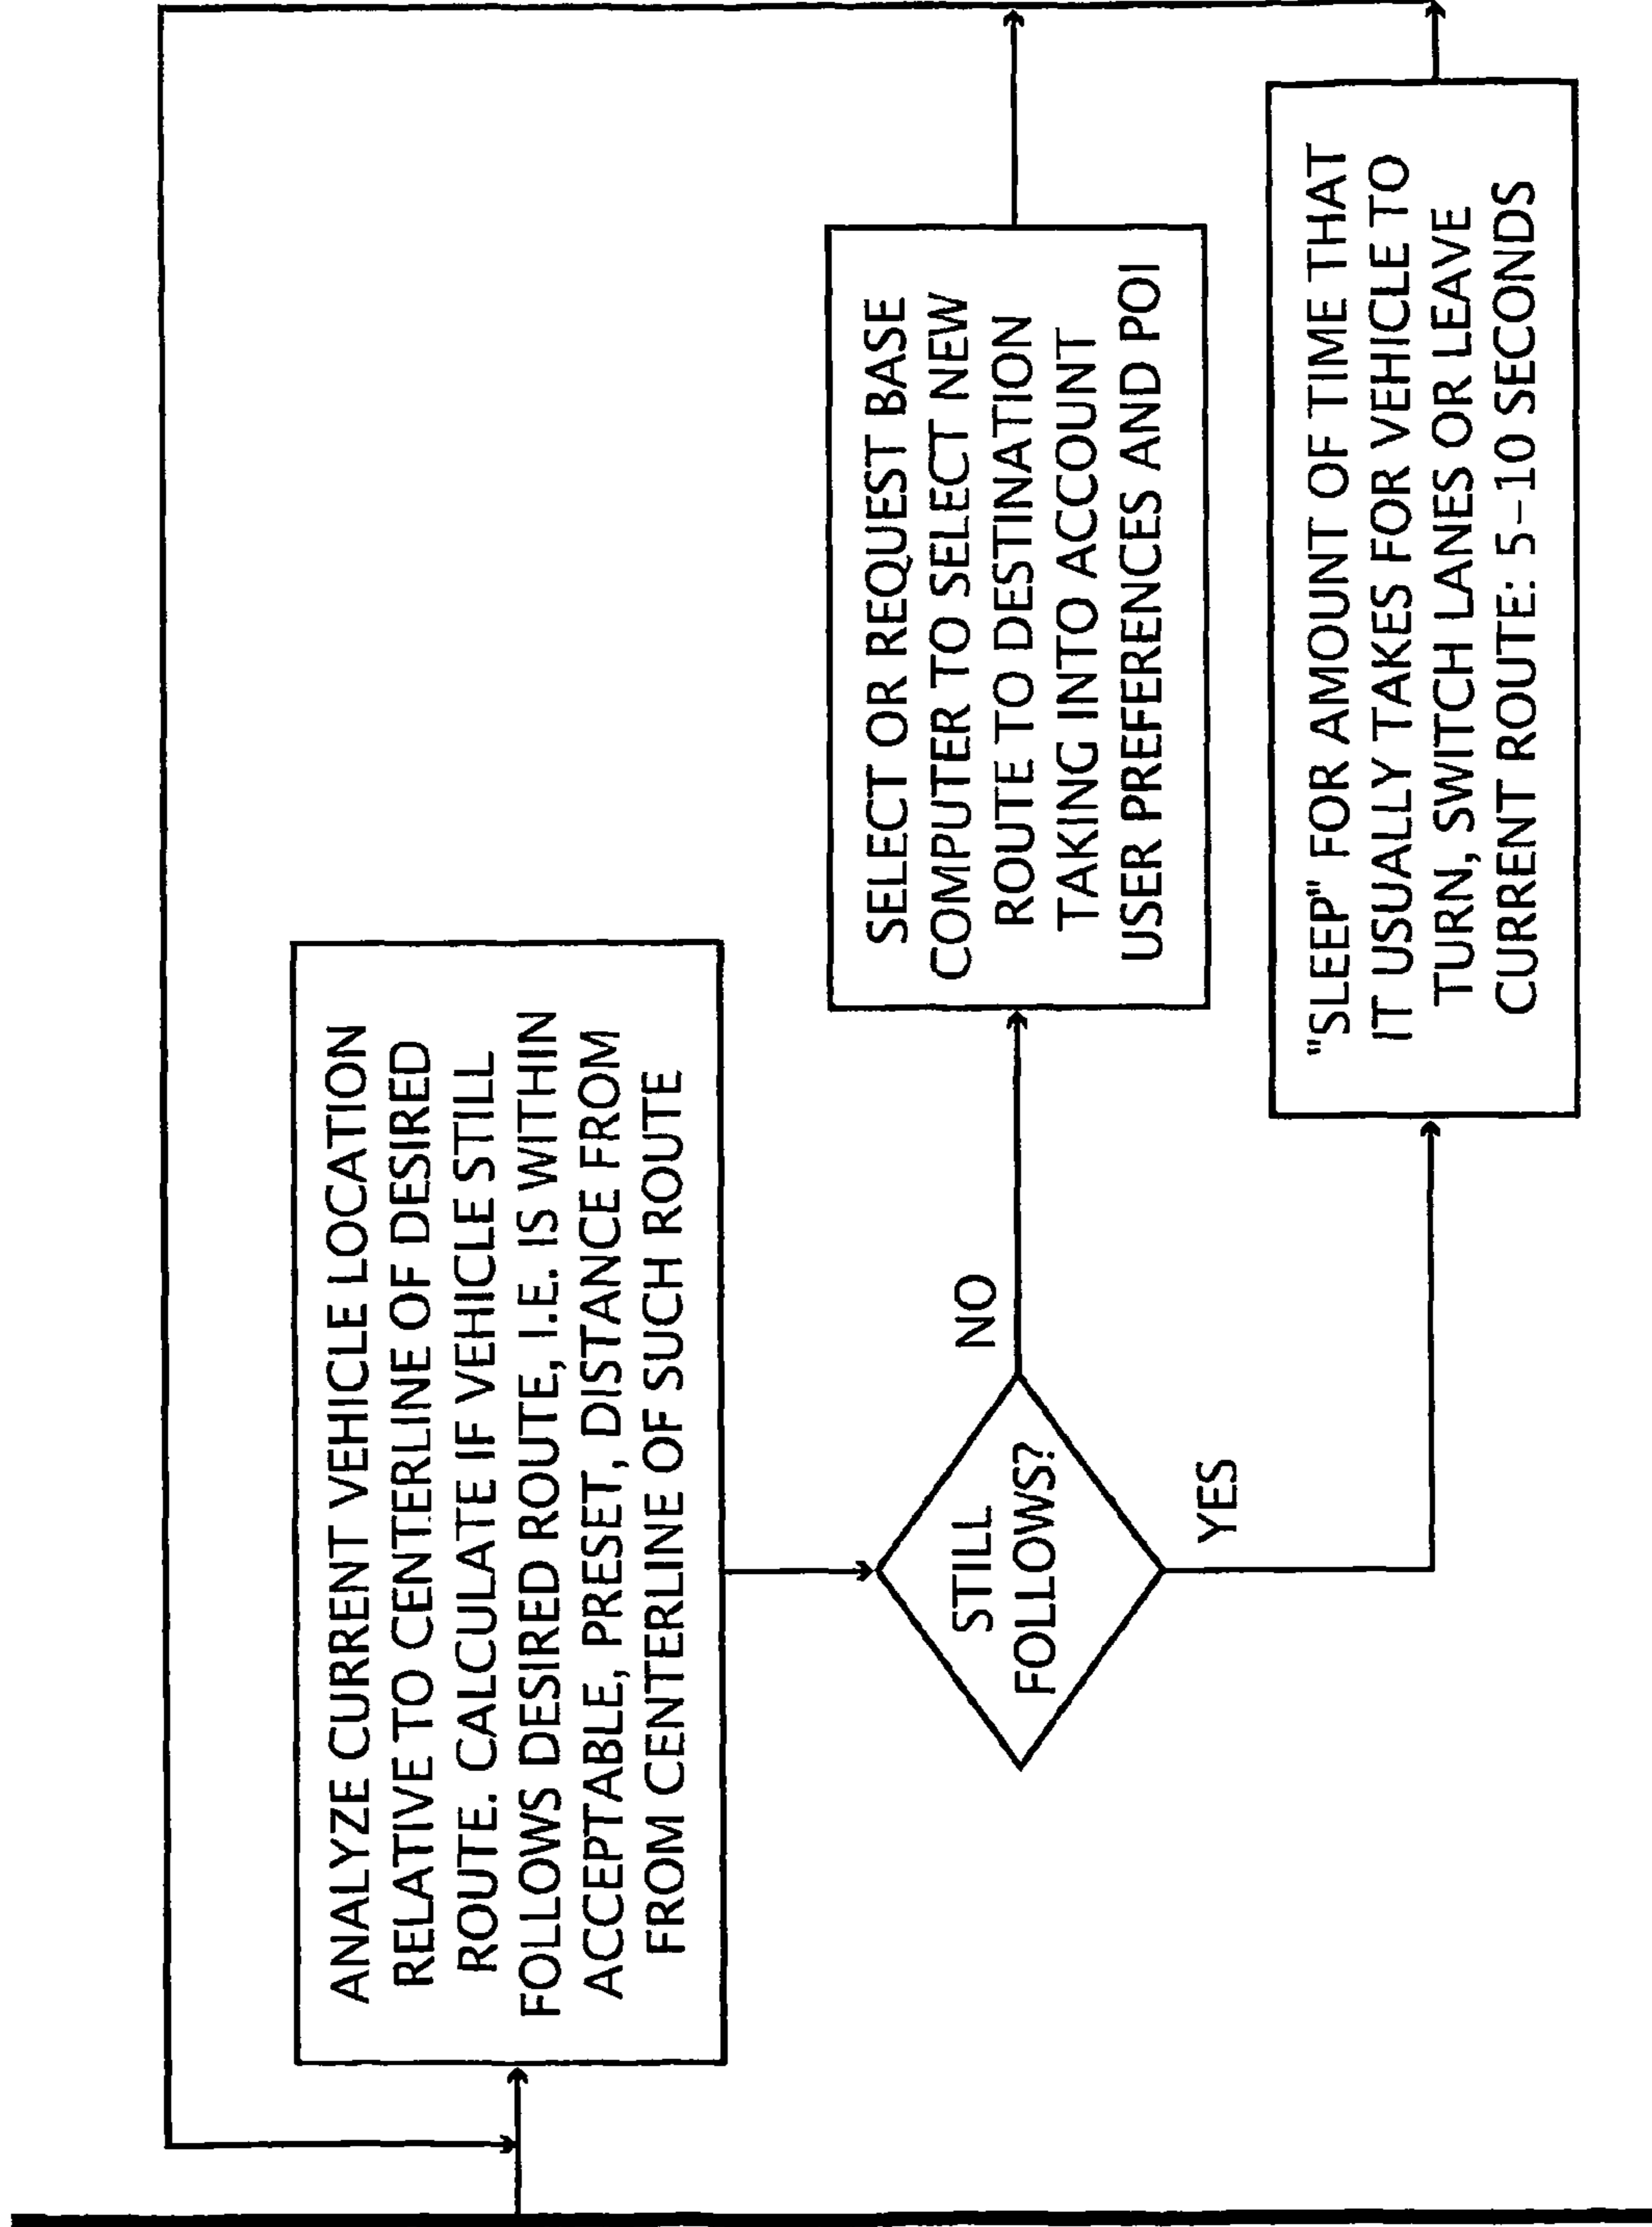 ANALYZE CURRENT VEHICLE LOCATION
RELATIVE TO CENTERLINE OF DESIRED
ROUTE. CALCULATE IF VEHICLE STILL
FOLLOWS DESIRED ROUTE, I.E. IS WITHIN
ACCEPTABLE, PRESET, DISTANCE FROM
FROM CENTERLINE OF SUCH ROUTE
STILL
FOLLOWS?
NO
YES
SELECT OR REQUEST BASE
COMPUTER TO SELECT NEW
ROUTE TO DESTINATION
TAKING INTO ACCOUNT
USER PREFERENCES AND POI
"SLEEP" FOR AMOUNT OF TIME THAT
IT USUALLY TAKES FOR VEHICLE TO
TURN, SWITCH LANES OR LEAVE
CURRENT ROUTE: 5-10 SECONDS